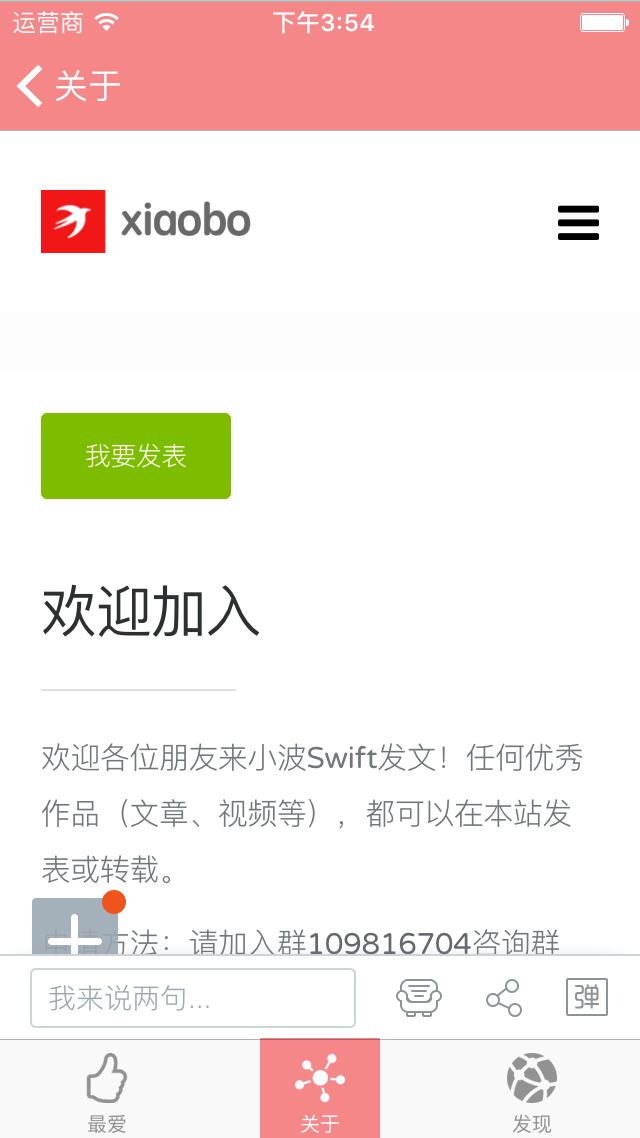 运营商 下午3:54
关于
xiaobo
我要发表
欢迎加入
欢迎各位朋友来小波Swift发文！任何优秀
作品（文章、视频等），都可以在本站发
表或转载。
申请方法：请加入群109816704咨询群
我来说两句...
弹
最爱 关于 发现